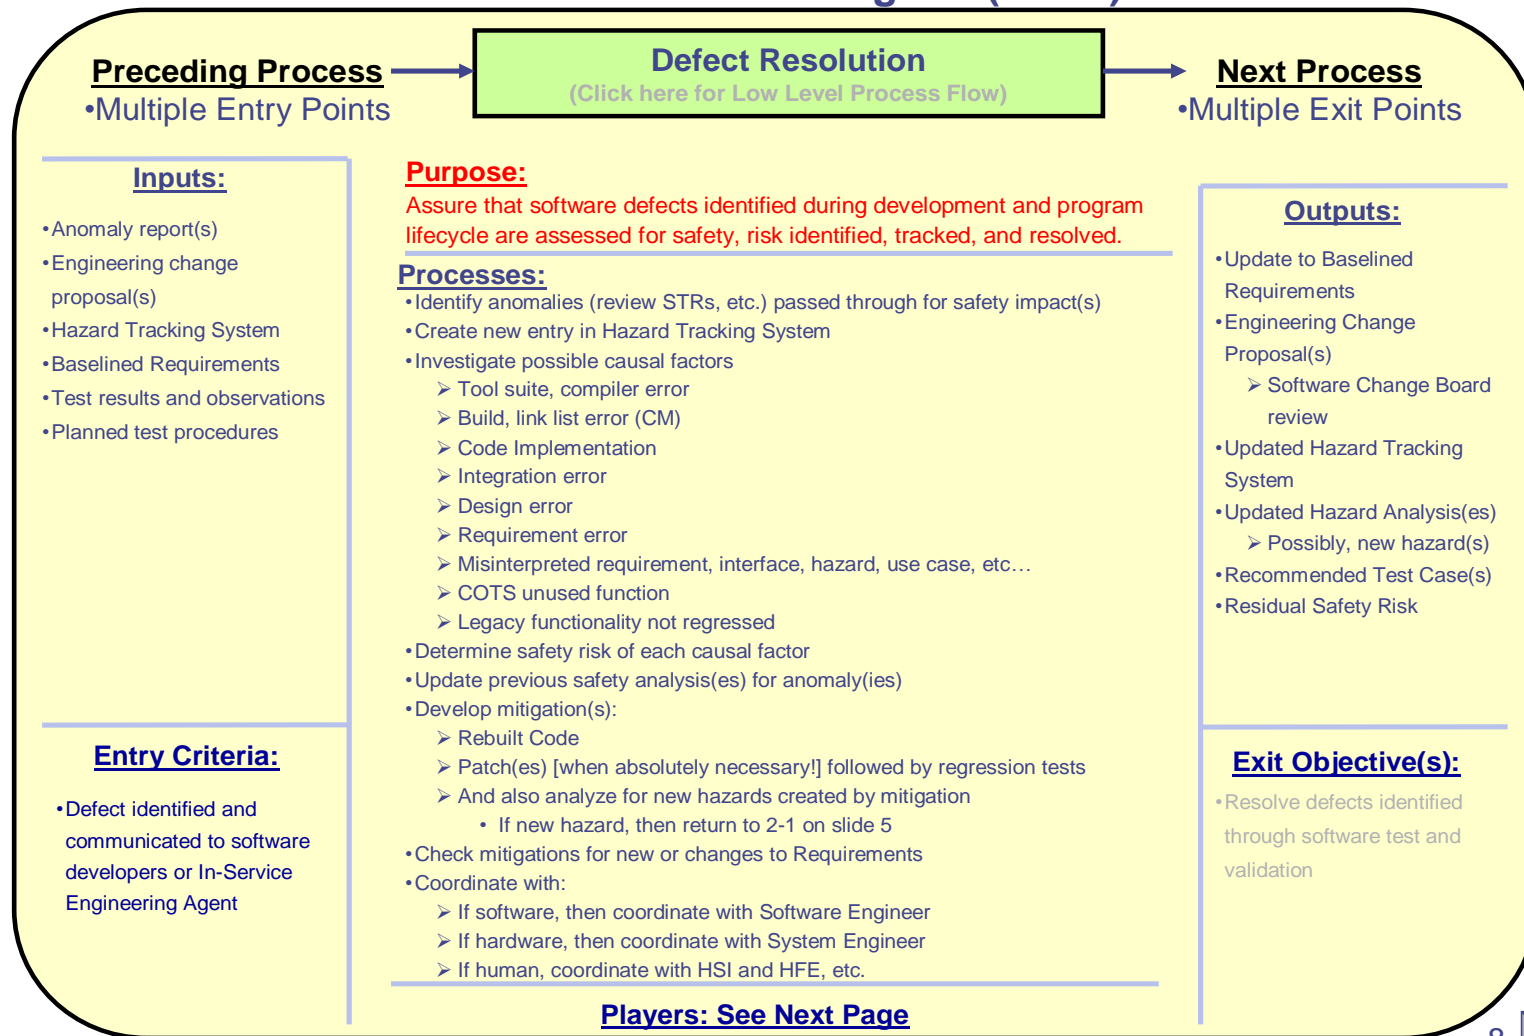 Preceding Process
•Multiple Entry Points
Defect Resolution
(Click here for Low Level Process Flow)
Next Process
•Multiple Exit Points
Inputs:
•Anomaly report(s)
•Engineering change
proposal(s)
•Hazard Tracking System
•Baselined Requirements
•Test results and observations
•Planned test procedures
Entry Criteria:
•Defect identified and
communicated to software
developers or In-Service
Engineering Agent
Purpose:
Assure that software defects identified during development and program
lifecycle are assessed for safety, risk identified, tracked, and resolved.
Processes:
•Identify anomalies (review STRs, etc.) passed through for safety impact(s)
•Create new entry in Hazard Tracking System
•Investigate possible causal factors
➢ Tool suite, compiler error
➢ Build, link list error (CM)
➢ Code Implementation
➢ Integration error
➢ Design error
➢ Requirement error
➢ Misinterpreted requirement, interface, hazard, use case, etc…
➢ COTS unused function
➢ Legacy functionality not regressed
•Determine safety risk of each causal factor
•Update previous safety analysis(es) for anomaly(ies)
•Develop mitigation(s):
➢ Rebuilt Code
➢ Patch(es) [when absolutely necessary!] followed by regression tests
➢ And also analyze for new hazards created by mitigation
• If new hazard, then return to 2-1 on slide 5
•Check mitigations for new or changes to Requirements
•Coordinate with:
➢ If software, then coordinate with Software Engineer
➢ If hardware, then coordinate with System Engineer
➢ If human, coordinate with HSI and HFE, etc.
Players: See Next Page
Outputs:
•Update to Baselined
Requirements
•Engineering Change
Proposal(s)
➢ Software Change Board
review
•Updated Hazard Tracking
System
•Updated Hazard Analysis(es)
➢ Possibly, new hazard(s)
•Recommended Test Case(s)
•Residual Safety Risk
Exit Objective(s):
•Resolve defects identified
through software test and
validation